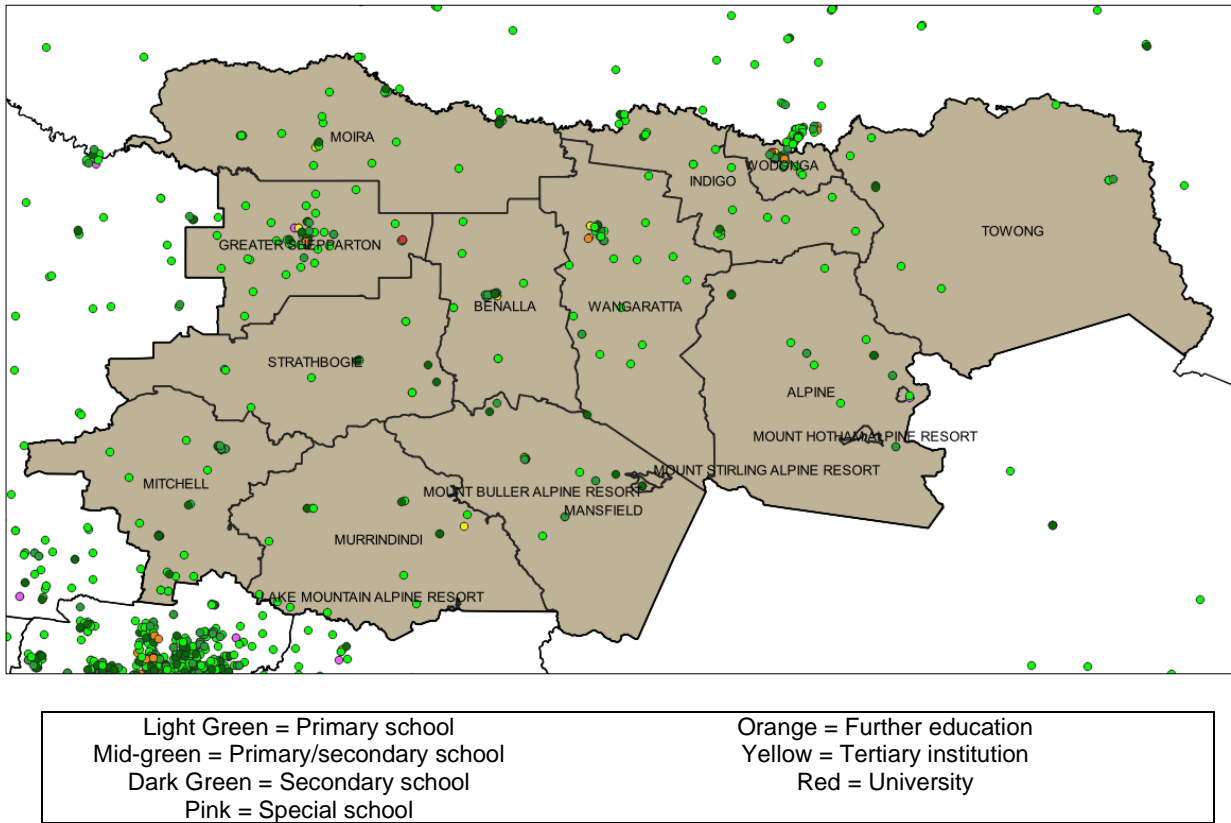 MOIRA
WODONGA
INDIGO
TOWONG
GREATER SHEPPARTON
BENALLA
WANGARATTA
STRATHBOGIE
ALPINE
MOUNT HOTHAM ALPINE RESORT
MOUNT STIRLING ALPINE RESORT
MITCHELL
MOUNT BULLER ALPINE RESORT
MANSFIELD
MURRINDINDI
LAKE MOUNTAIN ALPINE RESORT
Light Green = Primary school
Mid-green = Primary/secondary school
Dark Green = Secondary school
Pink = Special school
Orange = Further education
Yellow = Tertiary institution
Red = University